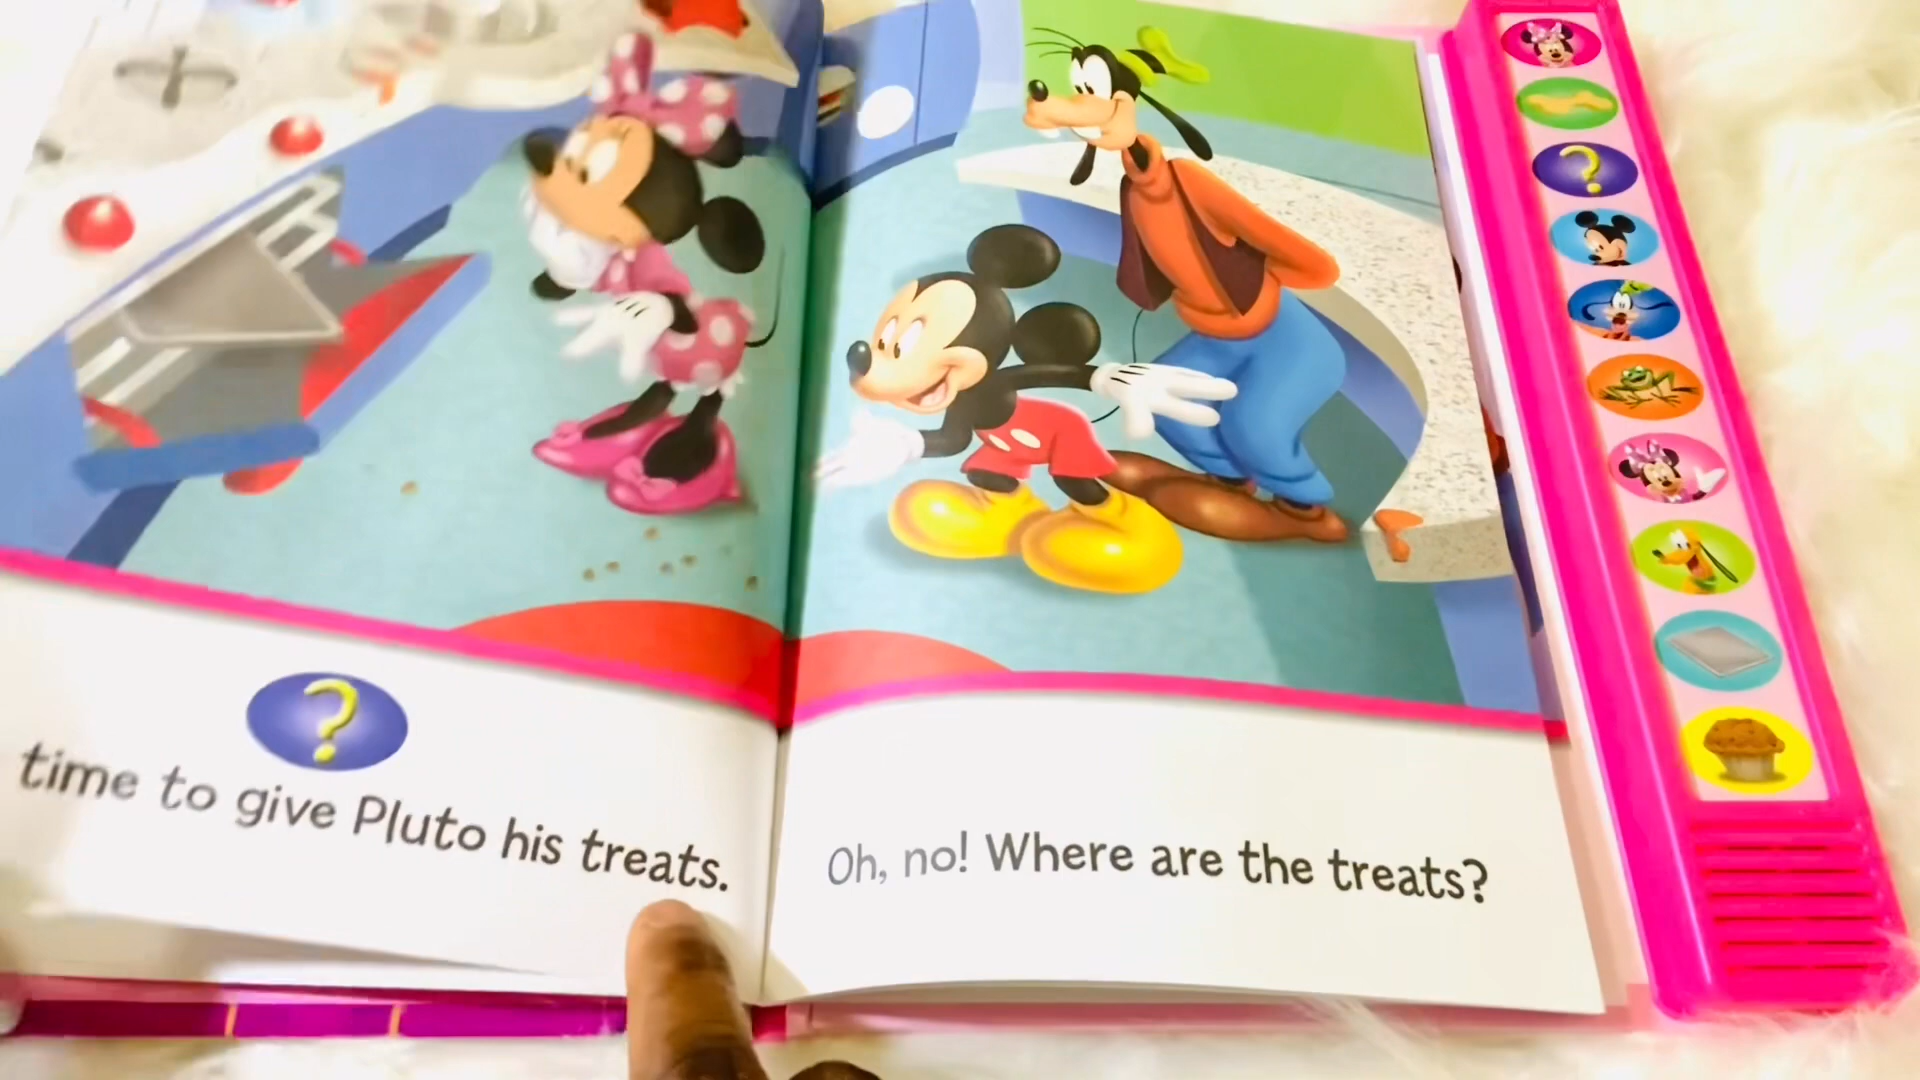 ?
time to give Pluto his treats.
Oh, no! Where are the treats?
?